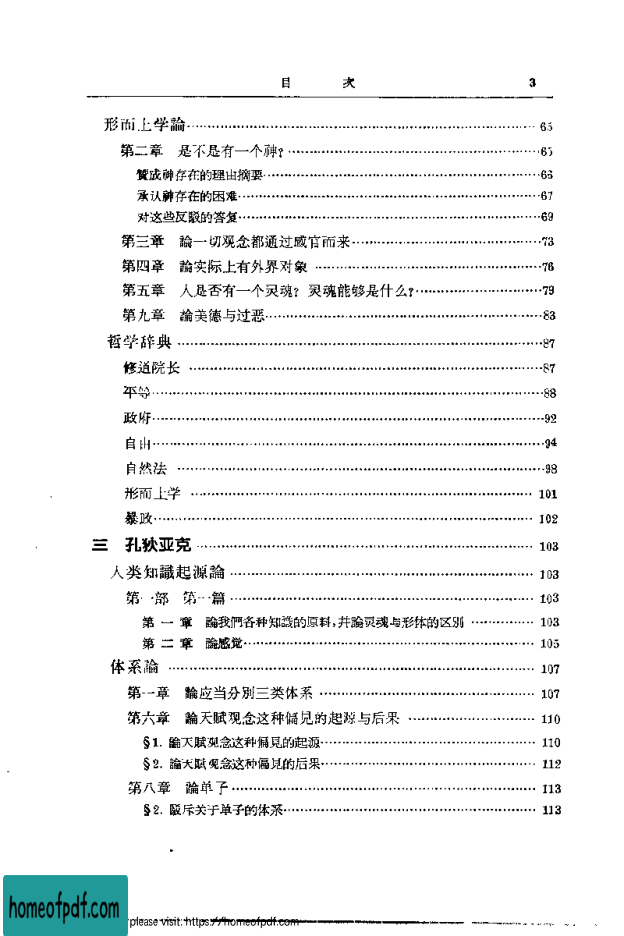 目 次 3
形而上学論 65
第二章 是不是有一个神? 65
贊成神存在的理由摘要 66
承认神存在的困难 67
对这些反駁的答复 69
第三章 論一切观念都通过感官而来 73
第四章 論实际上有外界对象 76
第五章 人是否有一个灵魂? 灵魂能够是什么? 79
第九章 論美德与过恶 83
哲学辞典 87
修道院长 87
平等 88
政府 92
自由 94
自然法 98
形而上学 101
暴政 102
三 孔狄亚克 103
人类知識起源論 103
第一部 第一篇 103
第一章 論我們各种知識的原料,并論灵魂与形体的区別 103
第二章 論感觉 105
体系論 107
第一章 論应当分別三类体系 107
第六章 論天賦观念这种偏見的起源与后果 110
§1. 論天賦观念这种偏見的起源 110
§2. 論天賦观念这种偏見的后果 112
第八章 論单子 113
§2. 駁斥关于单子的体系 113
homeofpdf.com
please visit: https://homeofpdf.com